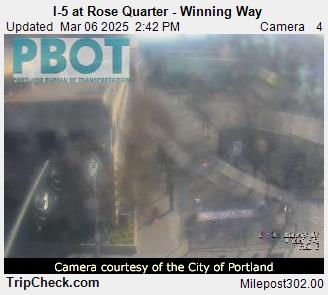 I-5 at Rose Quarter - Winning Way
Updated Mar 06 2025 2:42 PM Camera 4
PBOT
PORTLAND BUREAU OF TRANSPORTATION
Camera courtesy of the City of Portland
TripCheck.com Milepost302.00